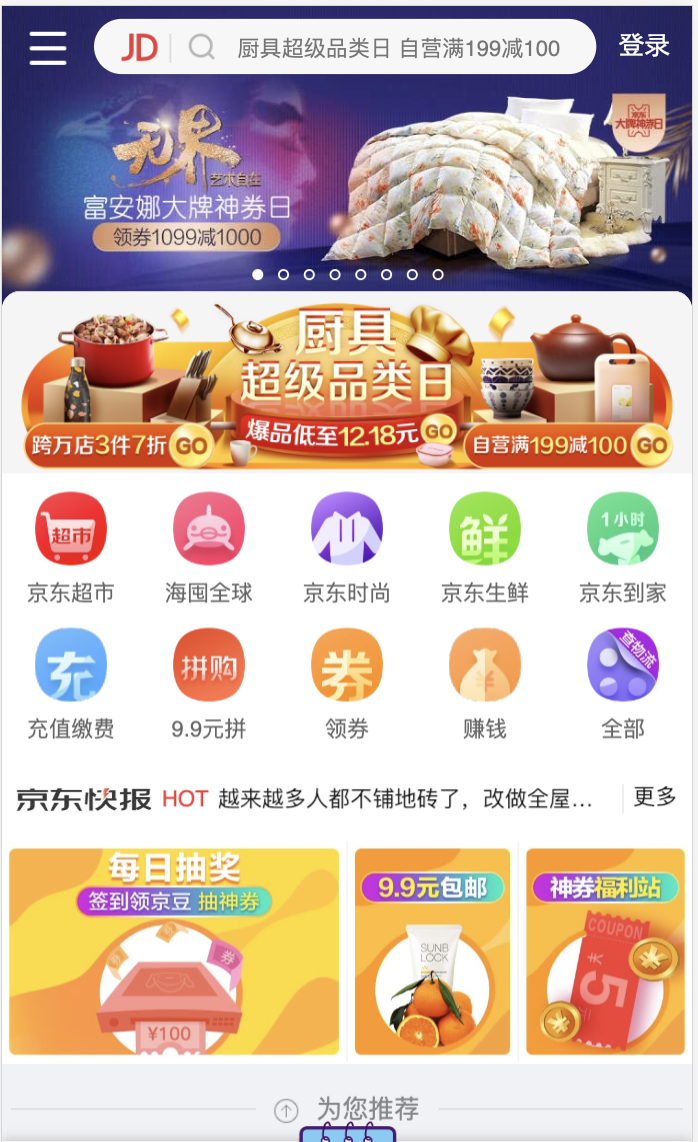 JD 厨具超级品类日 自营满199减100 登录
无界
艺术自在
京东
大牌神券日
富安娜大牌神券日
领券1099减1000
厨具
超级品类日
爆品低至12.18元 GO
跨万店3件7折 GO
自营满199减100 GO
超市
鲜
1小时
京东超市 海囤全球 京东时尚 京东生鲜 京东到家
充
拼购
券
¥
查物流
充值缴费 9.9元拼 领券 赚钱 全部
京东快报 HOT 越来越多人都不铺地砖了，改做全屋... 更多
每日抽奖
签到领京豆 抽神券
券
券
¥100
9.9元包邮
SUNB
LOCK
神券福利站
COUPON
5
为您推荐